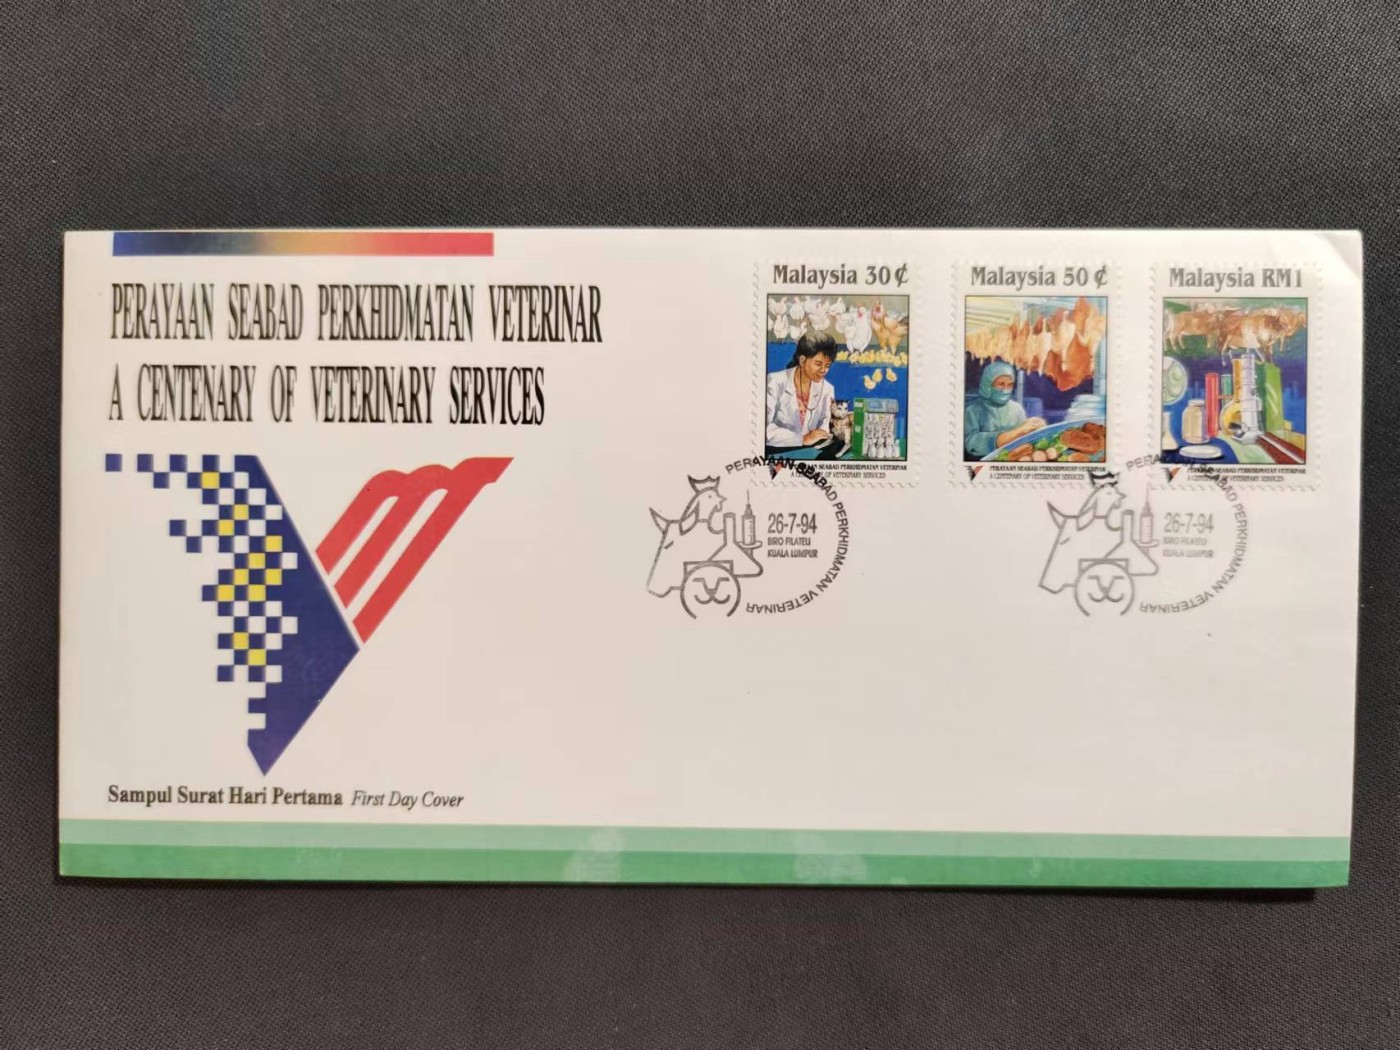 PERAYAAN SEABAD PERKHIDMATAN VETERINAR
A CENTENARY OF VETERINARY SERVICES
Malaysia 30¢
PERAYAAN SEABAD PERKHIDMATAN VETERINAR
A CENTENARY OF VETERINARY SERVICES
Malaysia 50¢
PERAYAAN SEABAD PERKHIDMATAN VETERINAR
A CENTENARY OF VETERINARY SERVICES
Malaysia RM1
PERAYAAN SEABAD PERKHIDMATAN VETERINAR
A CENTENARY OF VETERINARY SERVICES
PERAYAAN SEABAD PERKHIDMATAN VETERINAR
26-7-94
BIRO FILATELI
KUALA LUMPUR
PERAYAAN SEABAD PERKHIDMATAN VETERINAR
26-7-94
BIRO FILATELI
KUALA LUMPUR
Sampul Surat Hari Pertama First Day Cover